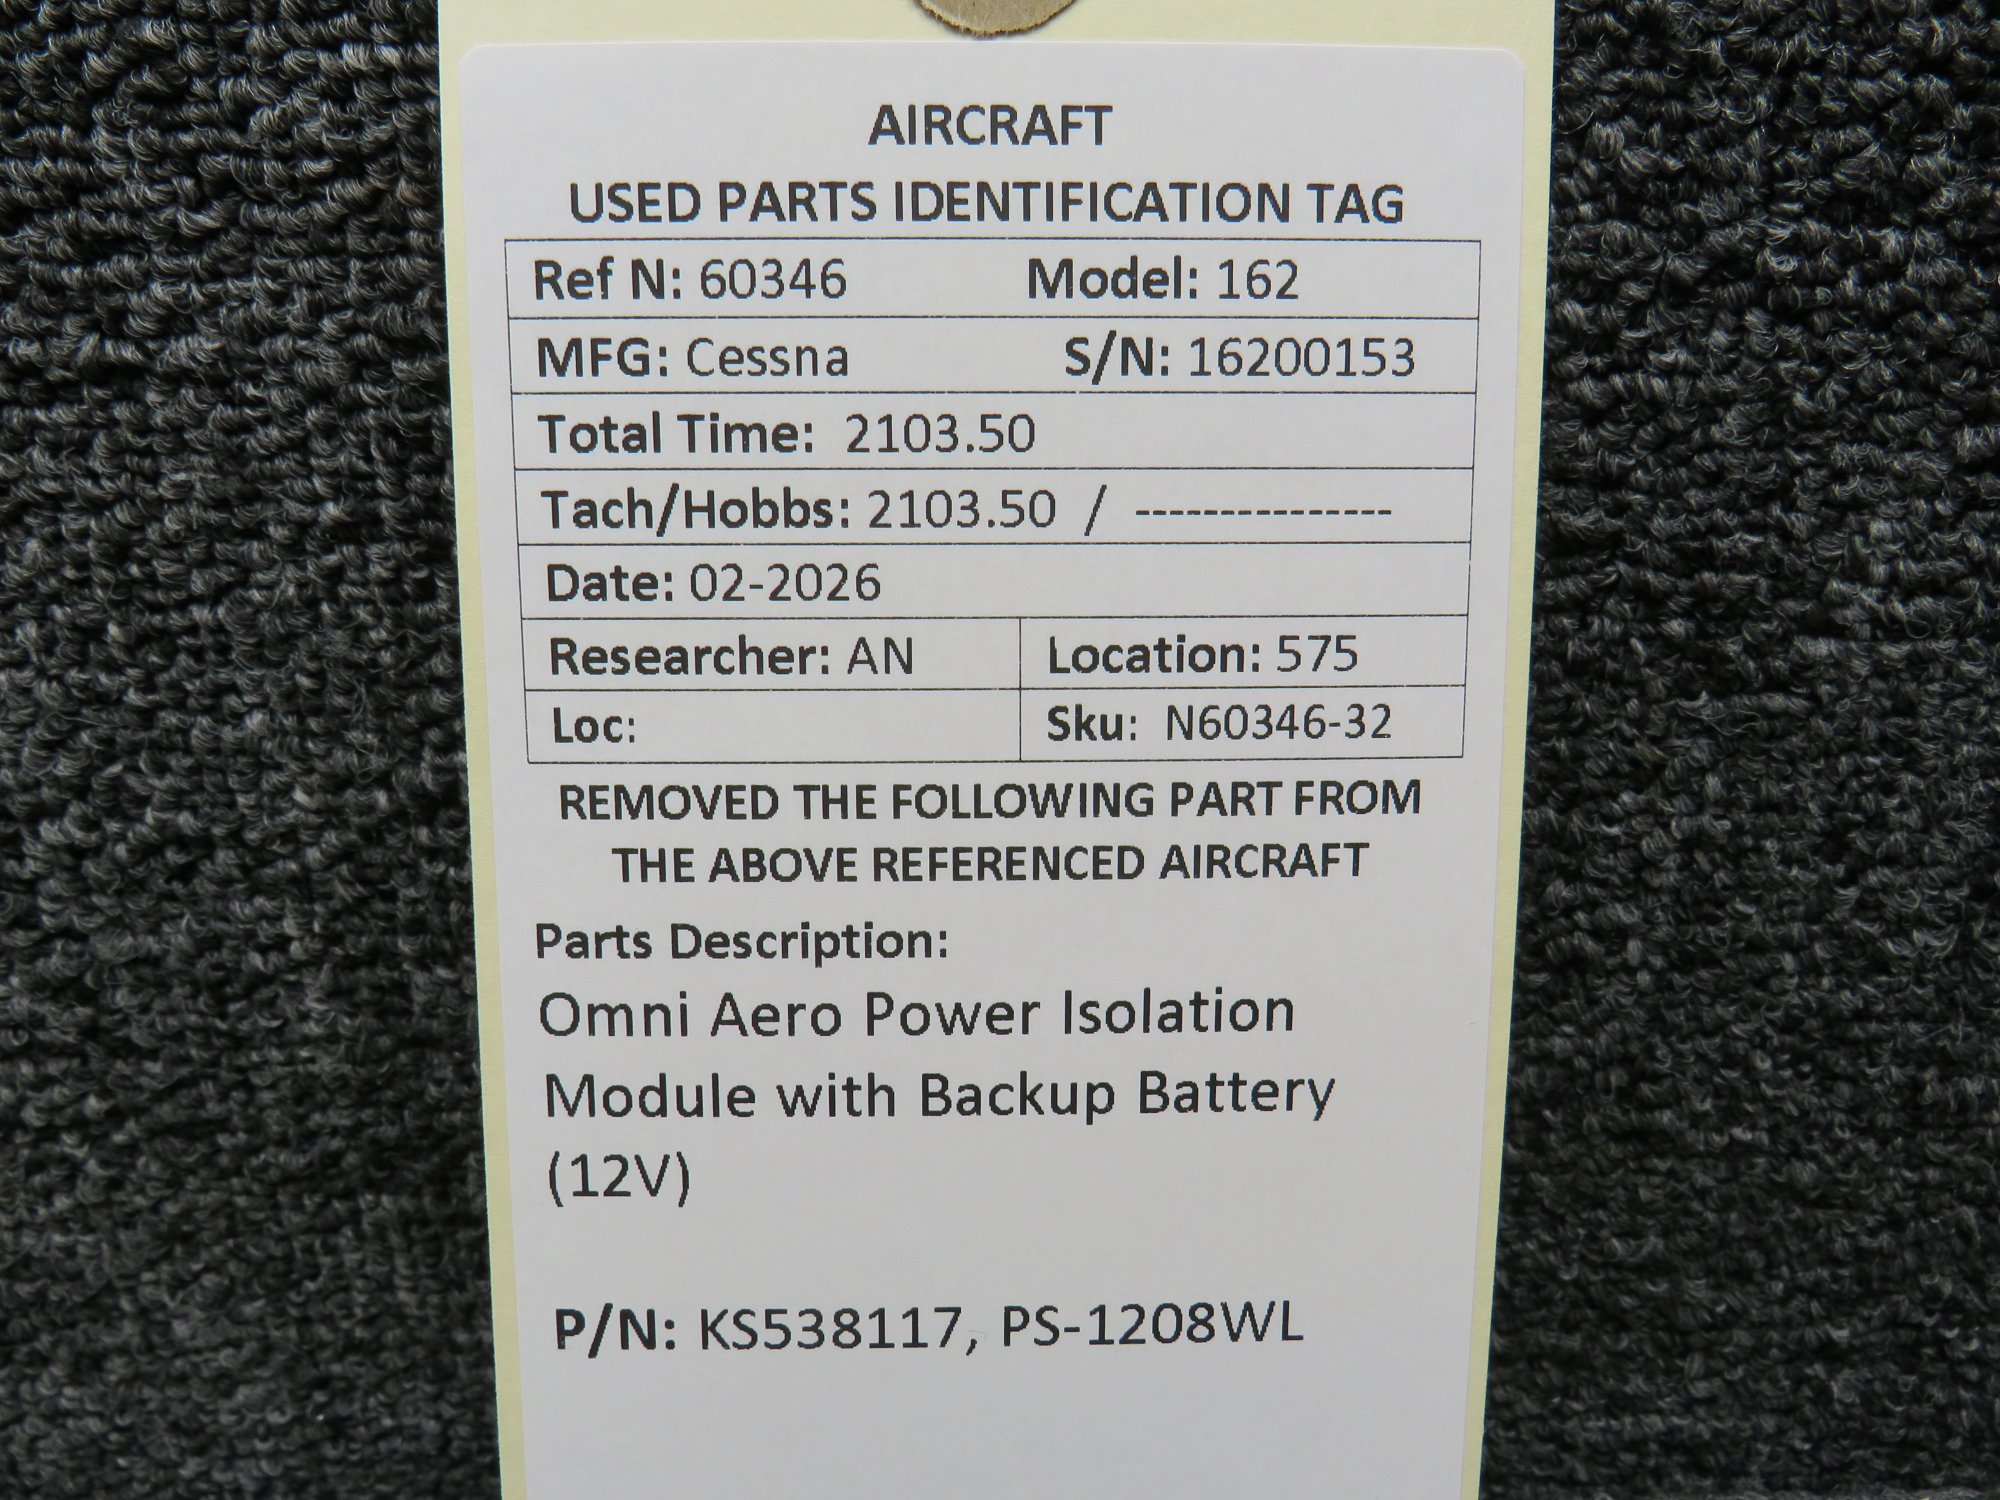 AIRCRAFT
USED PARTS IDENTIFICATION TAG
Ref N: 60346 Model: 162
MFG: Cessna S/N: 16200153
Total Time: 2103.50
Tach/Hobbs: 2103.50 / ---------------
Date: 02-2026
Researcher: AN Location: 575
Loc: Sku: N60346-32
REMOVED THE FOLLOWING PART FROM
THE ABOVE REFERENCED AIRCRAFT
Parts Description:
Omni Aero Power Isolation
Module with Backup Battery
(12V)
P/N: KS538117, PS-1208WL